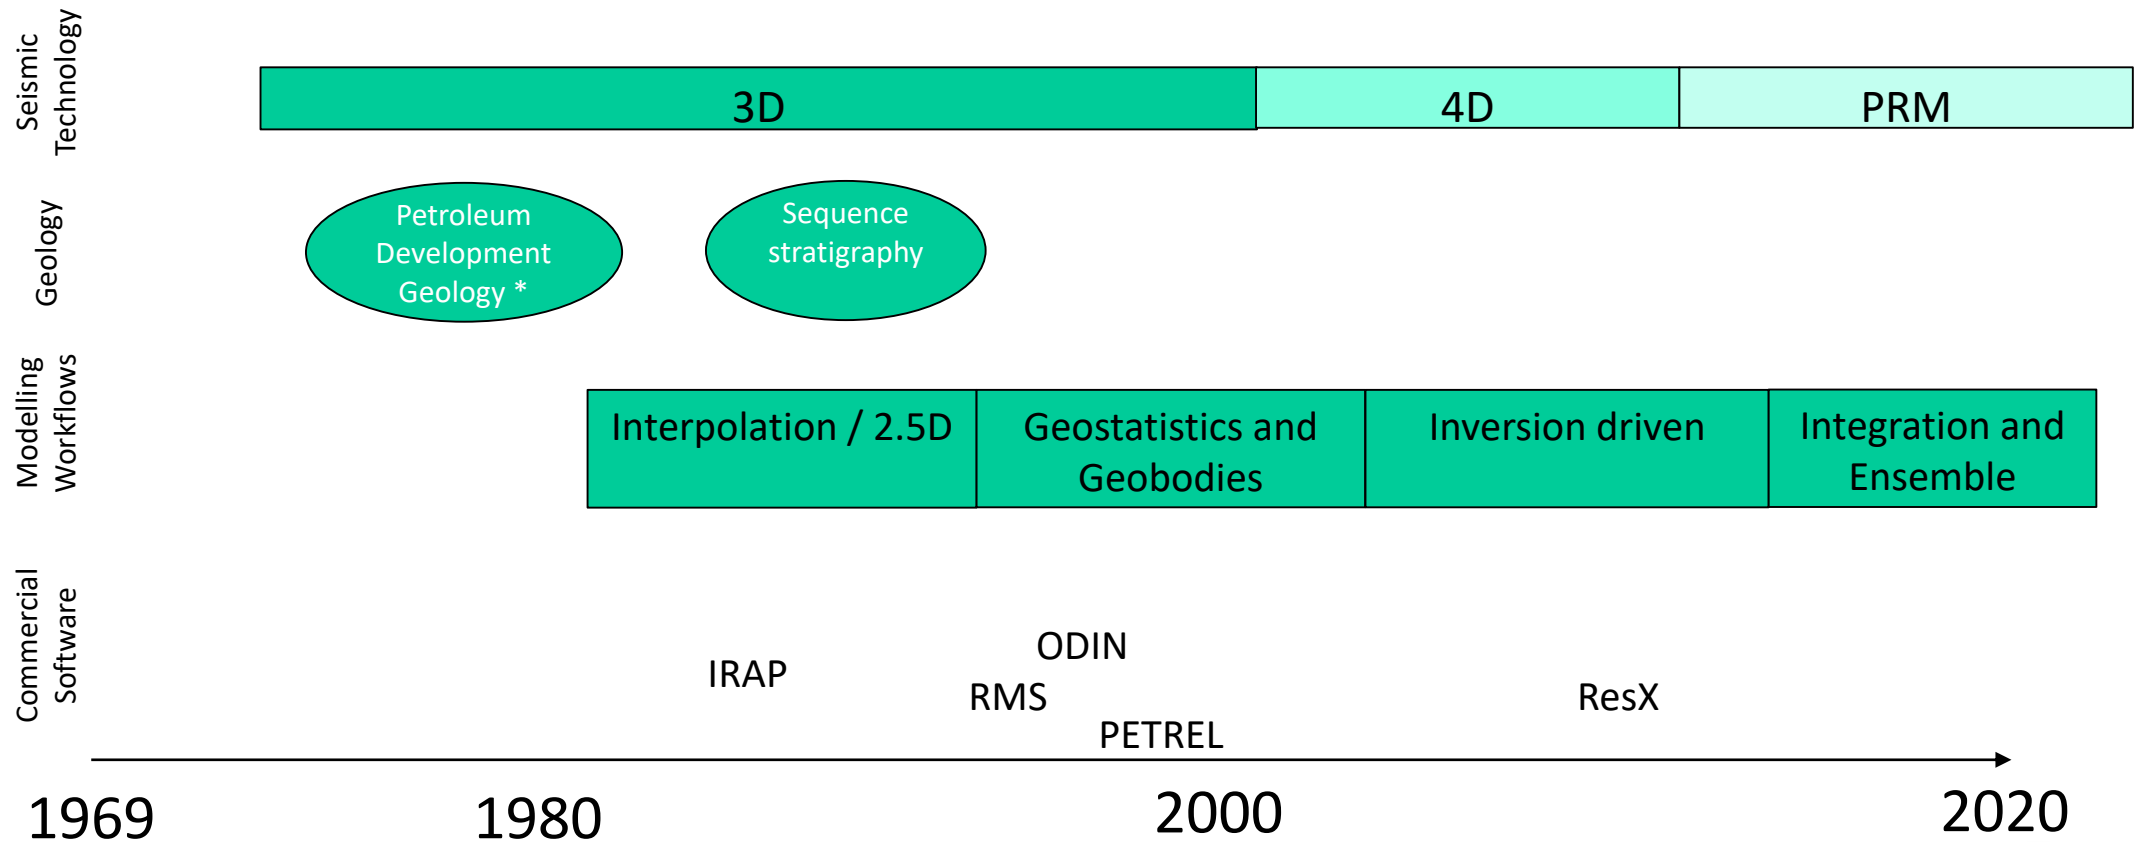 Seismic
Technology
3D
4D
PRM
Geology
Petroleum
Development
Geology *
Sequence
stratigraphy
Modelling
Workflows
Interpolation / 2.5D
Geostatistics and
Geobodies
Inversion driven
Integration and
Ensemble
Commercial
Software
IRAP
ODIN
RMS
PETREL
ResX
1969
1980
2000
2020